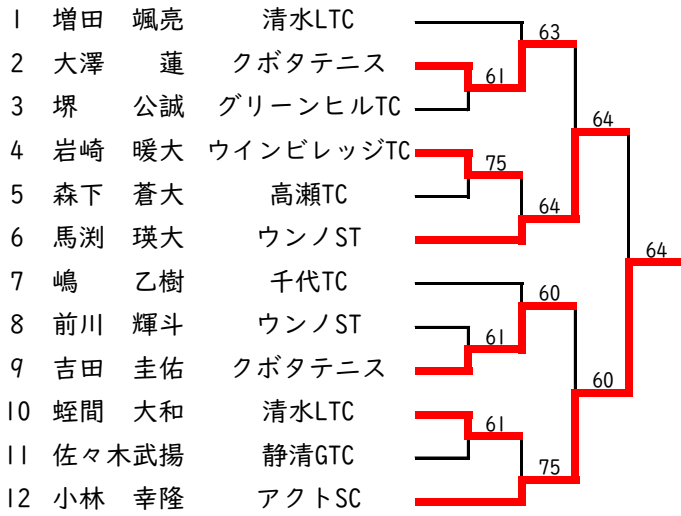 1 増田 颯亮 清水LTC
63
2 大澤 蓮 クボタテニス
61
3 堺 公誠 グリーンヒルTC
64
4 岩崎 暖大 ウインビレッジTC
75
5 森下 蒼大 高瀬TC
64
6 馬渕 瑛大 ウンノST
64
7 嶋 乙樹 千代TC
60
8 前川 輝斗 ウンノST
61
9 吉田 圭佑 クボタテニス
60
10 蛭間 大和 清水LTC
61
11 佐々木武揚 静清GTC
75
12 小林 幸隆 アクトSC